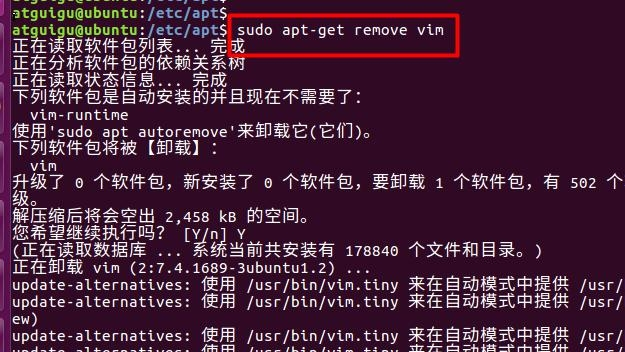 atguigu@ubuntu:/etc/apt$
atguigu@ubuntu:/etc/apt$ sudo apt-get remove vim
正在读取软件包列表... 完成
正在分析软件包的依赖关系树
正在读取状态信息... 完成
下列软件包是自动安装的并且现在不需要了：
vim-runtime
使用'sudo apt autoremove'来卸载它(它们)。
下列软件包将被【卸载】：
vim
升级了 0 个软件包，新安装了 0 个软件包，要卸载 1 个软件包，有 502 个
级。
解压缩后将会空出 2,458 kB 的空间。
您希望继续执行吗？ [Y/n] Y
(正在读取数据库 ... 系统当前共安装有 178840 个文件和目录。)
正在卸载 vim (2:7.4.1689-3ubuntu1.2) ...
update-alternatives: 使用 /usr/bin/vim.tiny 来在自动模式中提供 /usr/
ew)
update-alternatives: 使用 /usr/bin/vim.tiny 来在自动模式中提供 /usr/
update-alternatives: 使用 /usr/bin/vim.tiny 来在自动模式中提供 /usr/